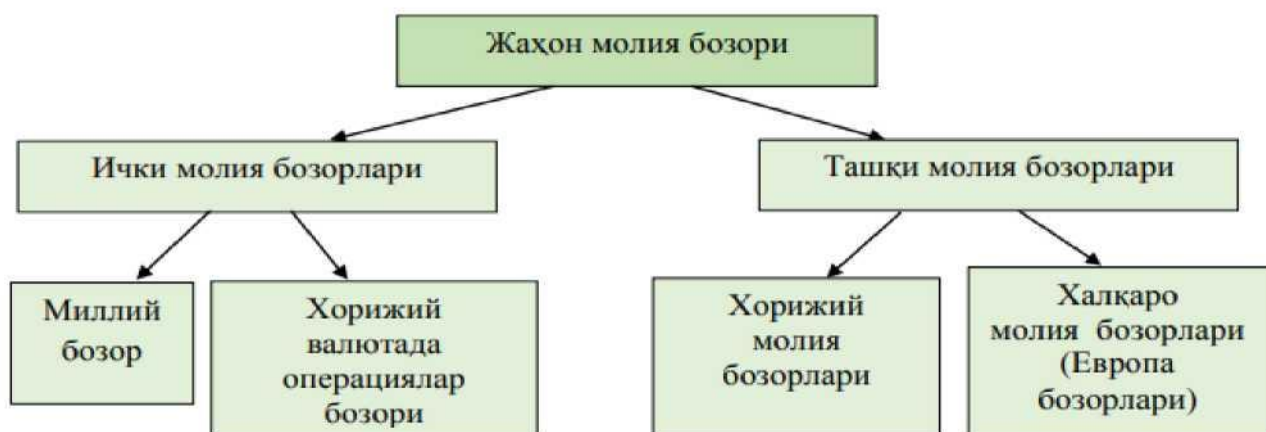 Жаҳон молия бозори
Ички молия бозорлари
Ташқи молия бозорлари
Миллий
бозор
Хорижий
валютада
операциялар
бозори
Хорижий
молия
бозорлари
Халқаро
молия бозорлари
(Европа
бозорлари)